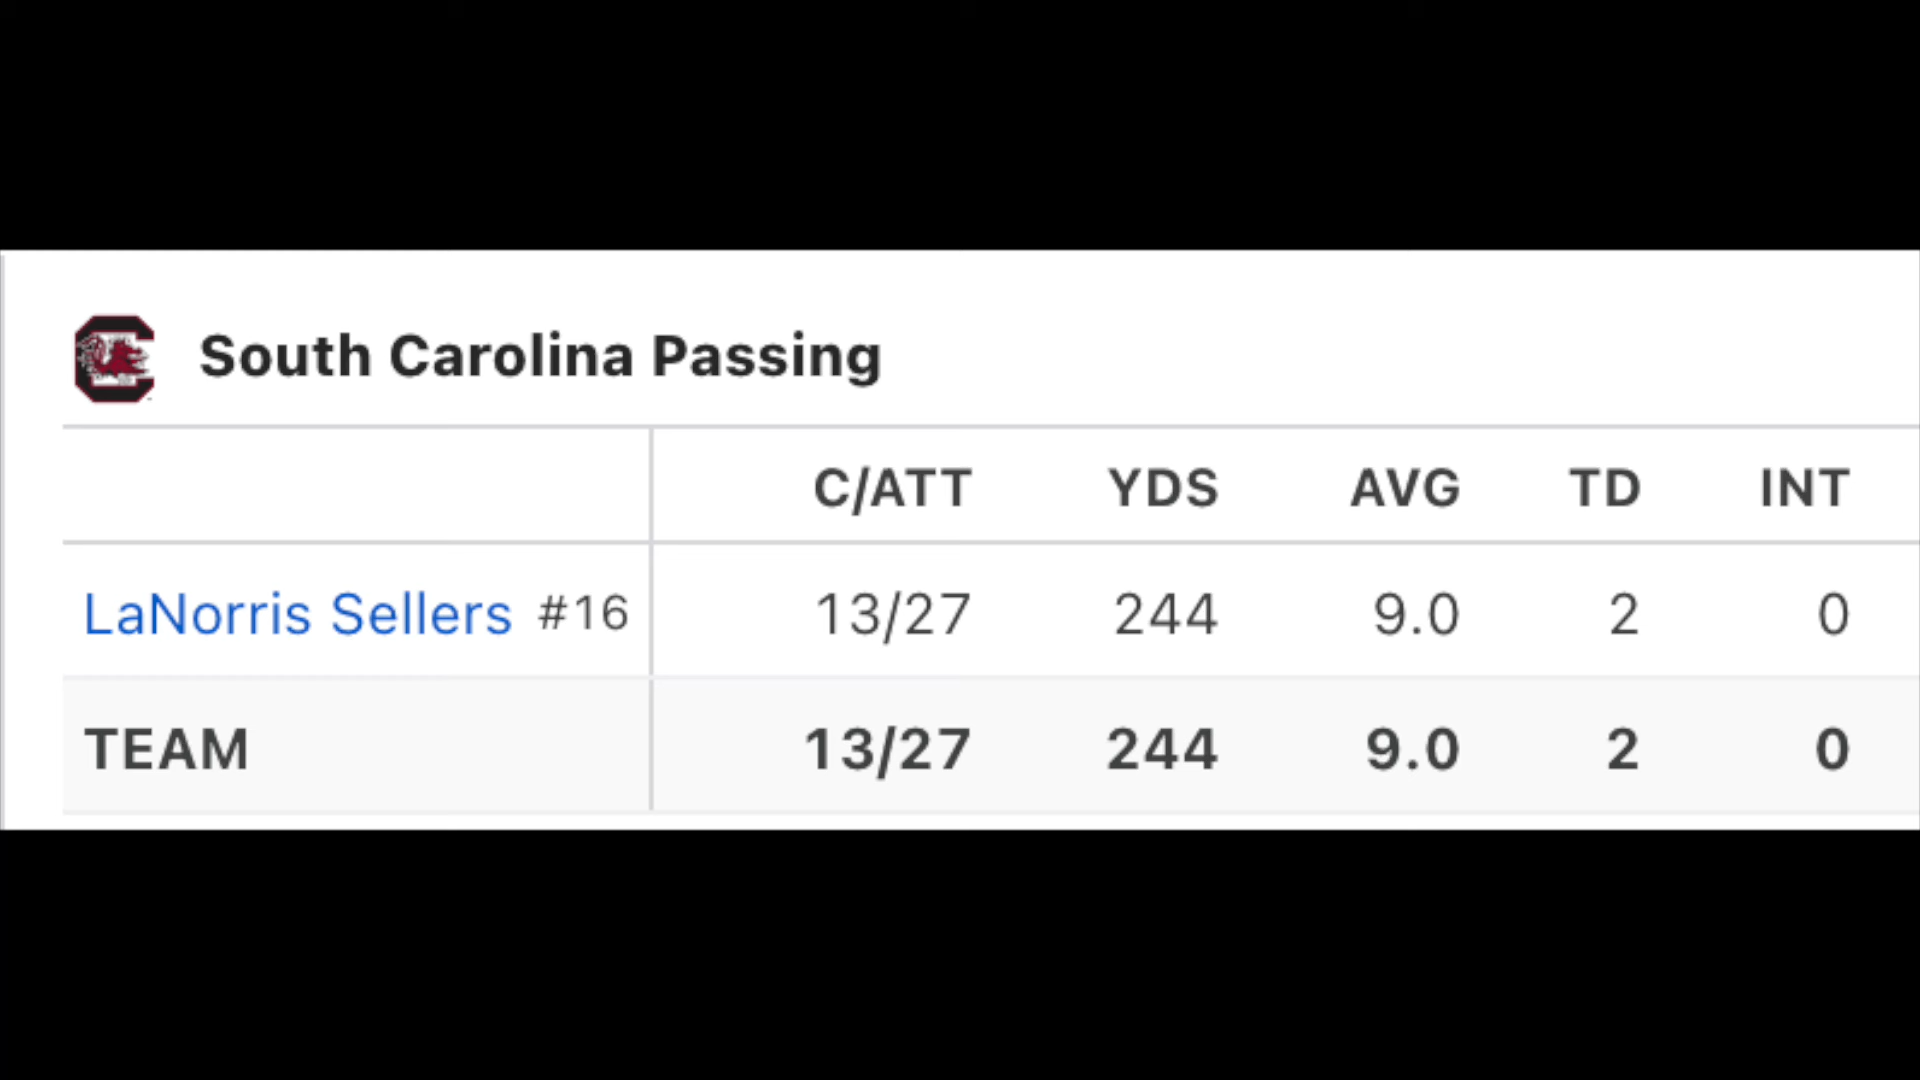 South Carolina Passing
C/ATT YDS AVG TD INT
LaNorris Sellers #16 13/27 244 9.0 2 0
TEAM 13/27 244 9.0 2 0